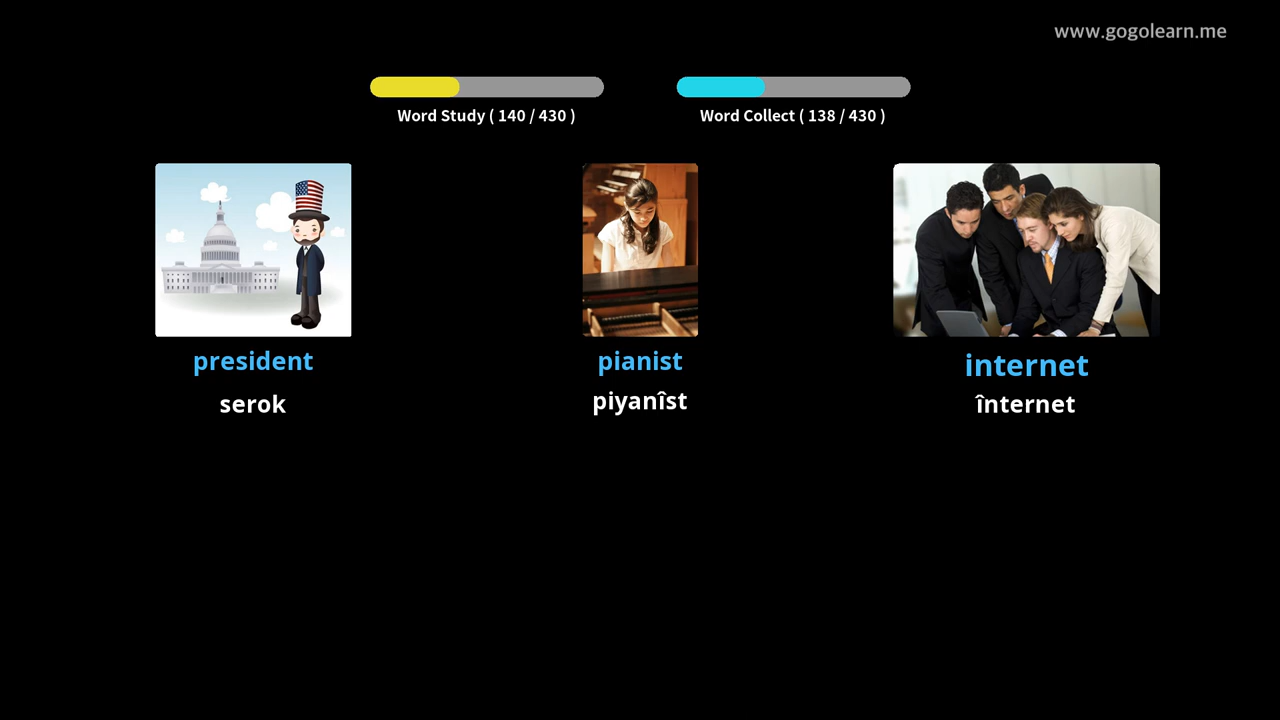 www.gogolearn.me
Word Study ( 140 / 430 )
Word Collect ( 138 / 430 )
president
pianist
internet
serok
piyanîst
înternet